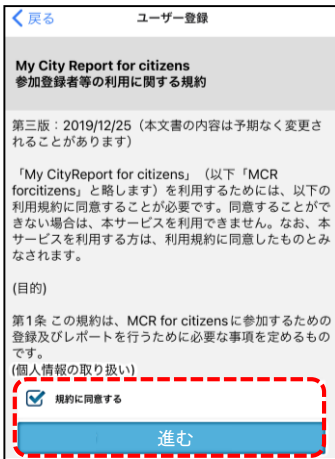 戻る ユーザー登録
My City Report for citizens
参加登録者等の利用に関する規約
第三版：2019/12/25（本文書の内容は予期なく変更さ
れることがあります）
「My CityReport for citizens」（以下「MCR
forcitizens」と略します）を利用するためには、以下の
利用規約に同意することが必要です。同意することがで
きない場合は、本サービスを利用できません。なお、本
サービスを利用する方は、利用規約に同意したものとみ
なされます。
(目的)
第1条 この規約は、MCR for citizensに参加するための
登録及びレポートを行うために必要な事項を定めるもの
です。
(個人情報の取り扱い)
規約に同意する
進む